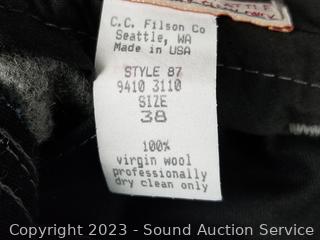 C.C. Filson Co
Seattle, WA
Made in USA
STYLE 87
9410 3110
SIZE
38
100%
virgin wool
professionally
dry clean only
Copyright 2023 - Sound Auction Service